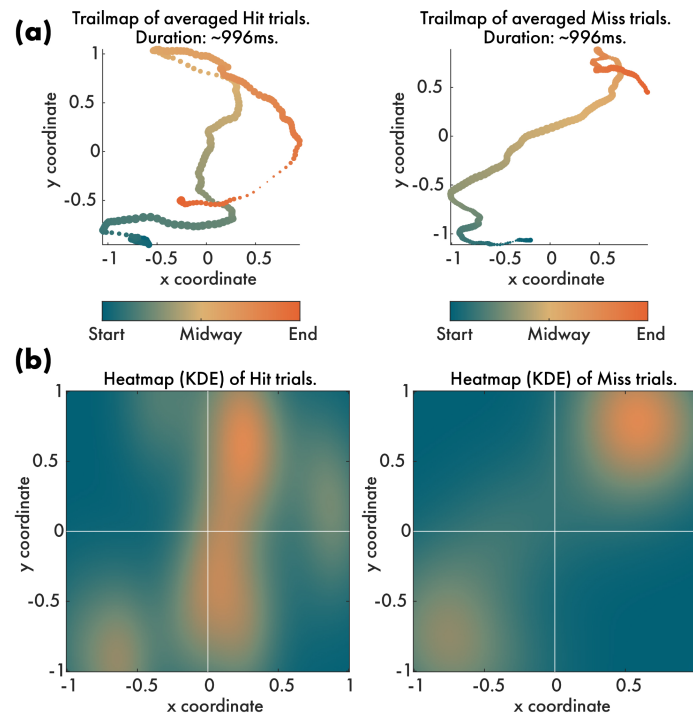 (a)
Trailmap of averaged Hit trials.
Duration: ~996ms.
1
0.5
0
-0.5
y coordinate
-1 -0.5 0 0.5
x coordinate
Start Midway End
Trailmap of averaged Miss trials.
Duration: ~996ms.
0.5
0
-0.5
-1
y coordinate
-1 -0.5 0 0.5
x coordinate
Start Midway End
(b)
Heatmap (KDE) of Hit trials.
1
0.5
0
-0.5
-1
y coordinate
-1 -0.5 0 0.5 1
x coordinate
Heatmap (KDE) of Miss trials.
1
0.5
0
-0.5
-1
y coordinate
-1 -0.5 0 0.5
x coordinate